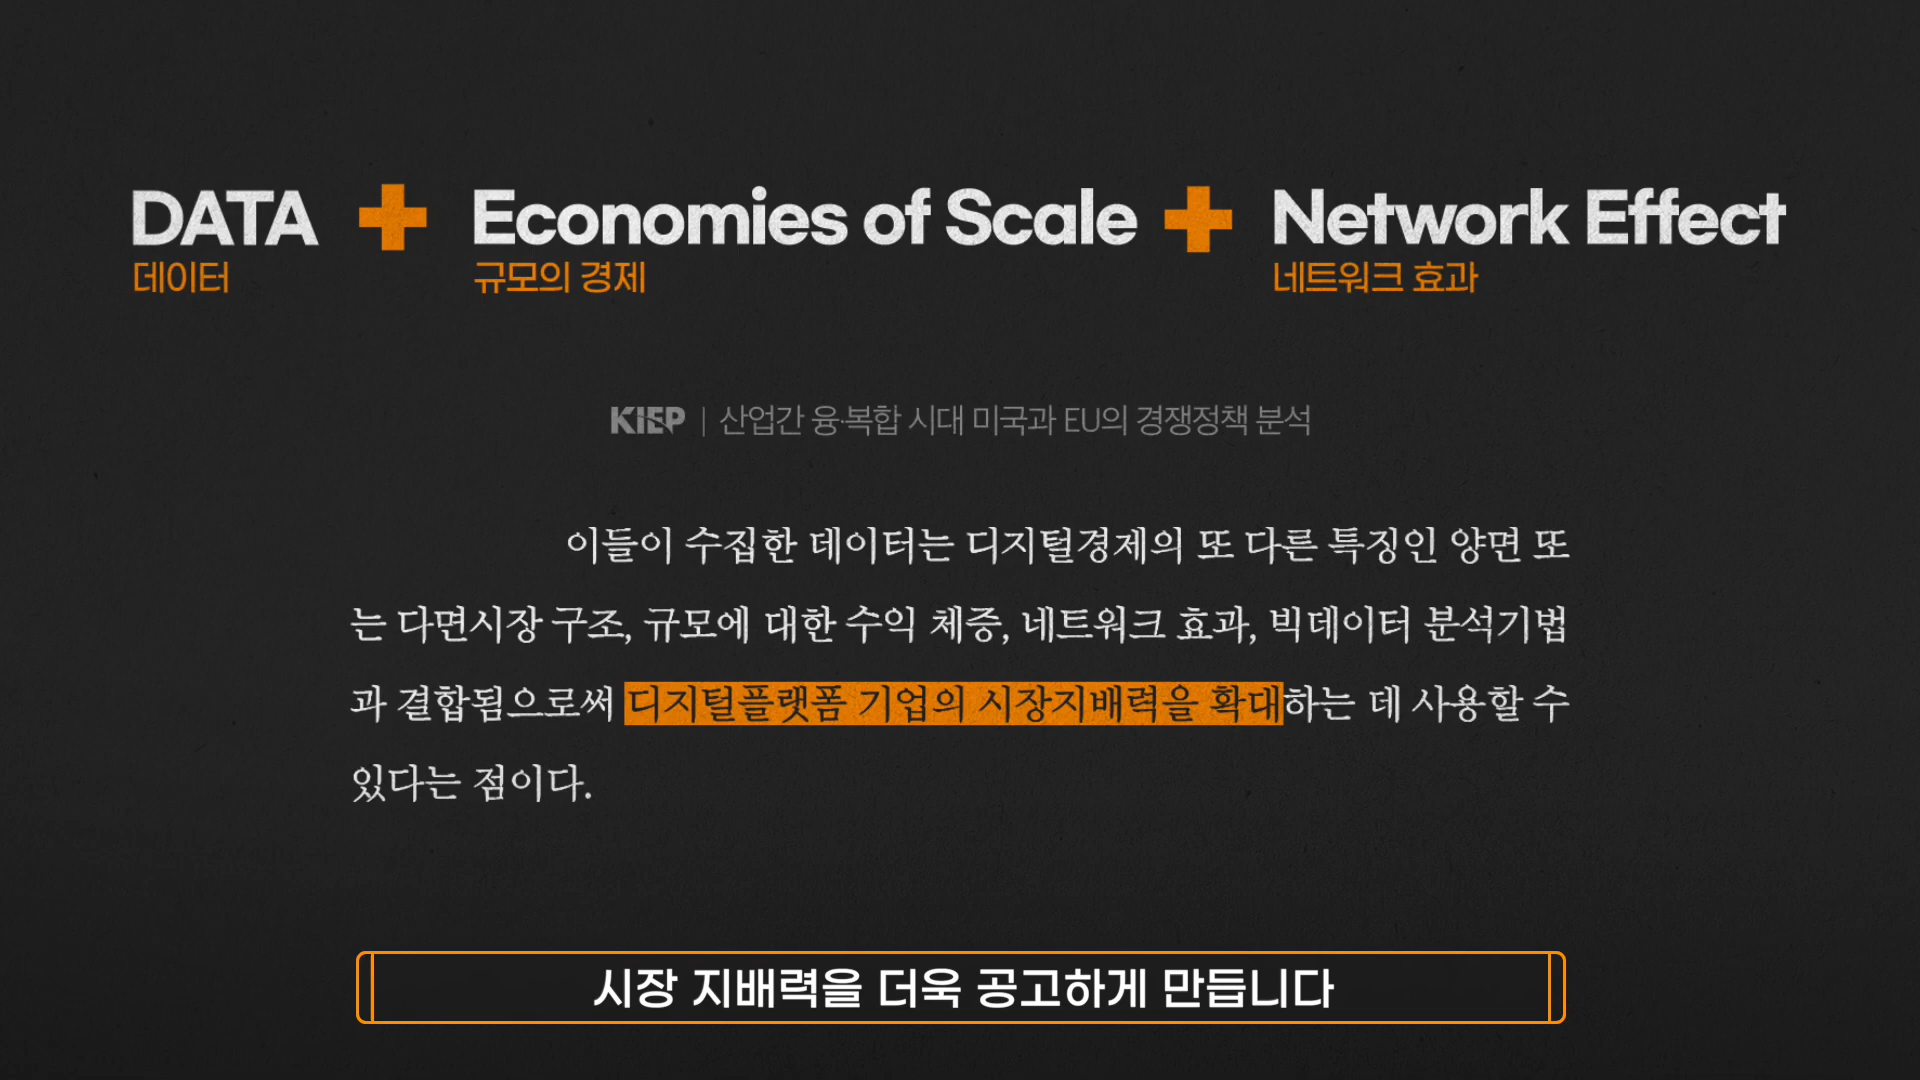 DATA + Economies of Scale + Network Effect
데이터 규모의 경제 네트워크 효과
KIEP | 산업간 융·복합 시대 미국과 EU의 경쟁정책 분석
이들이 수집한 데이터는 디지털경제의 또 다른 특징인 양면 또
는 다면시장 구조, 규모에 대한 수익 체증, 네트워크 효과, 빅데이터 분석기법
과 결합됨으로써 디지털플랫폼 기업의 시장지배력을 확대하는 데 사용할 수
있다는 점이다.
시장 지배력을 더욱 공고하게 만듭니다